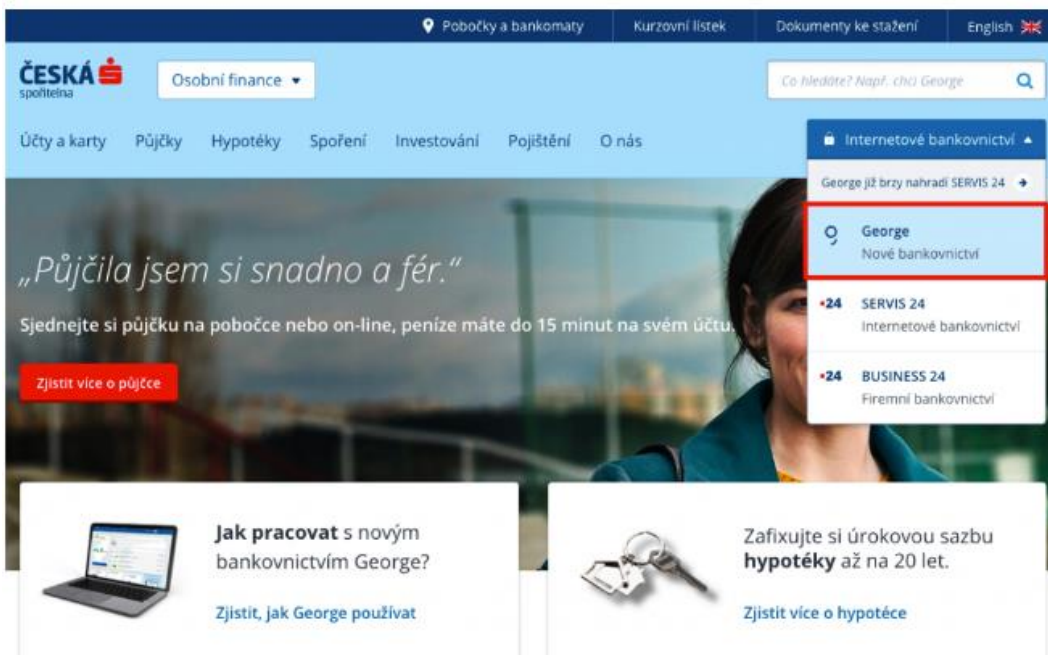 Pobočky a bankomaty
Kurzovní lístek
Dokumenty ke stažení
English
ČESKÁ
spořitelna
Osobní finance
Co hledáte? Např. chci George
Účty a karty
Půjčky
Hypotéky
Spoření
Investování
Pojištění
O nás
Internetové bankovnictví
George již brzy nahradí SERVIS 24
George
Nové bankovnictví
24 SERVIS 24
Internetové bankovnictví
24 BUSINESS 24
Firemní bankovnictví
„Půjčila jsem si snadno a fér.“
Sjednejte si půjčku na pobočce nebo on-line, peníze máte do 15 minut na svém účtu.
Zjistit více o půjčce
Jak pracovat s novým
bankovnictvím George?
Zjistit, jak George používat
Zafixujte si úrokovou sazbu
hypotéky až na 20 let.
Zjistit více o hypotéce